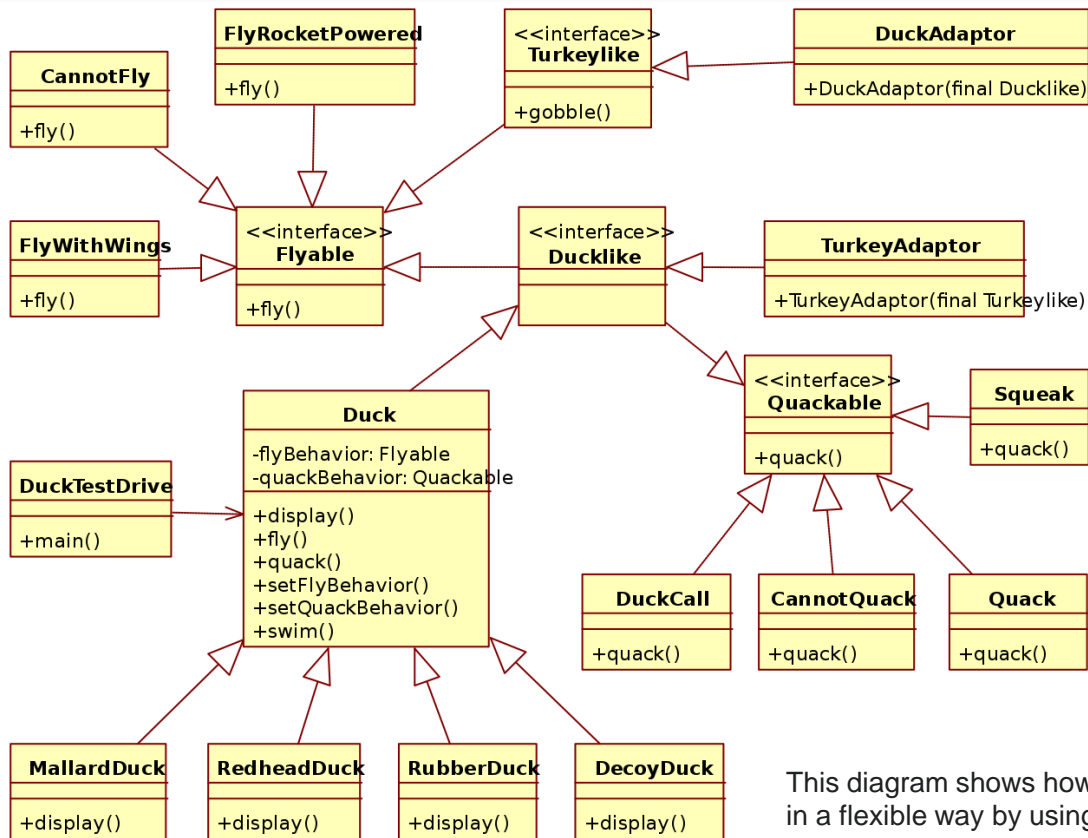 FlyRocketPowered
+fly()
<<interface>>
Turkeylike
+gobble()
DuckAdaptor
+DuckAdaptor(final Ducklike)
CannotFly
+fly()
FlyWithWings
+fly()
<<interface>>
Flyable
+fly()
<<interface>>
Ducklike
TurkeyAdaptor
+TurkeyAdaptor(final Turkeylike)
<<interface>>
Quackable
+quack()
Squeak
+quack()
Duck
-flyBehavior: Flyable
-quackBehavior: Quackable
+display()
+fly()
+quack()
+setFlyBehavior()
+setQuackBehavior()
+swim()
DuckTestDrive
+main()
DuckCall
+quack()
CannotQuack
+quack()
Quack
+quack()
MallardDuck
+display()
RedheadDuck
+display()
RubberDuck
+display()
DecoyDuck
+display()
This diagram shows how
in a flexible way by using